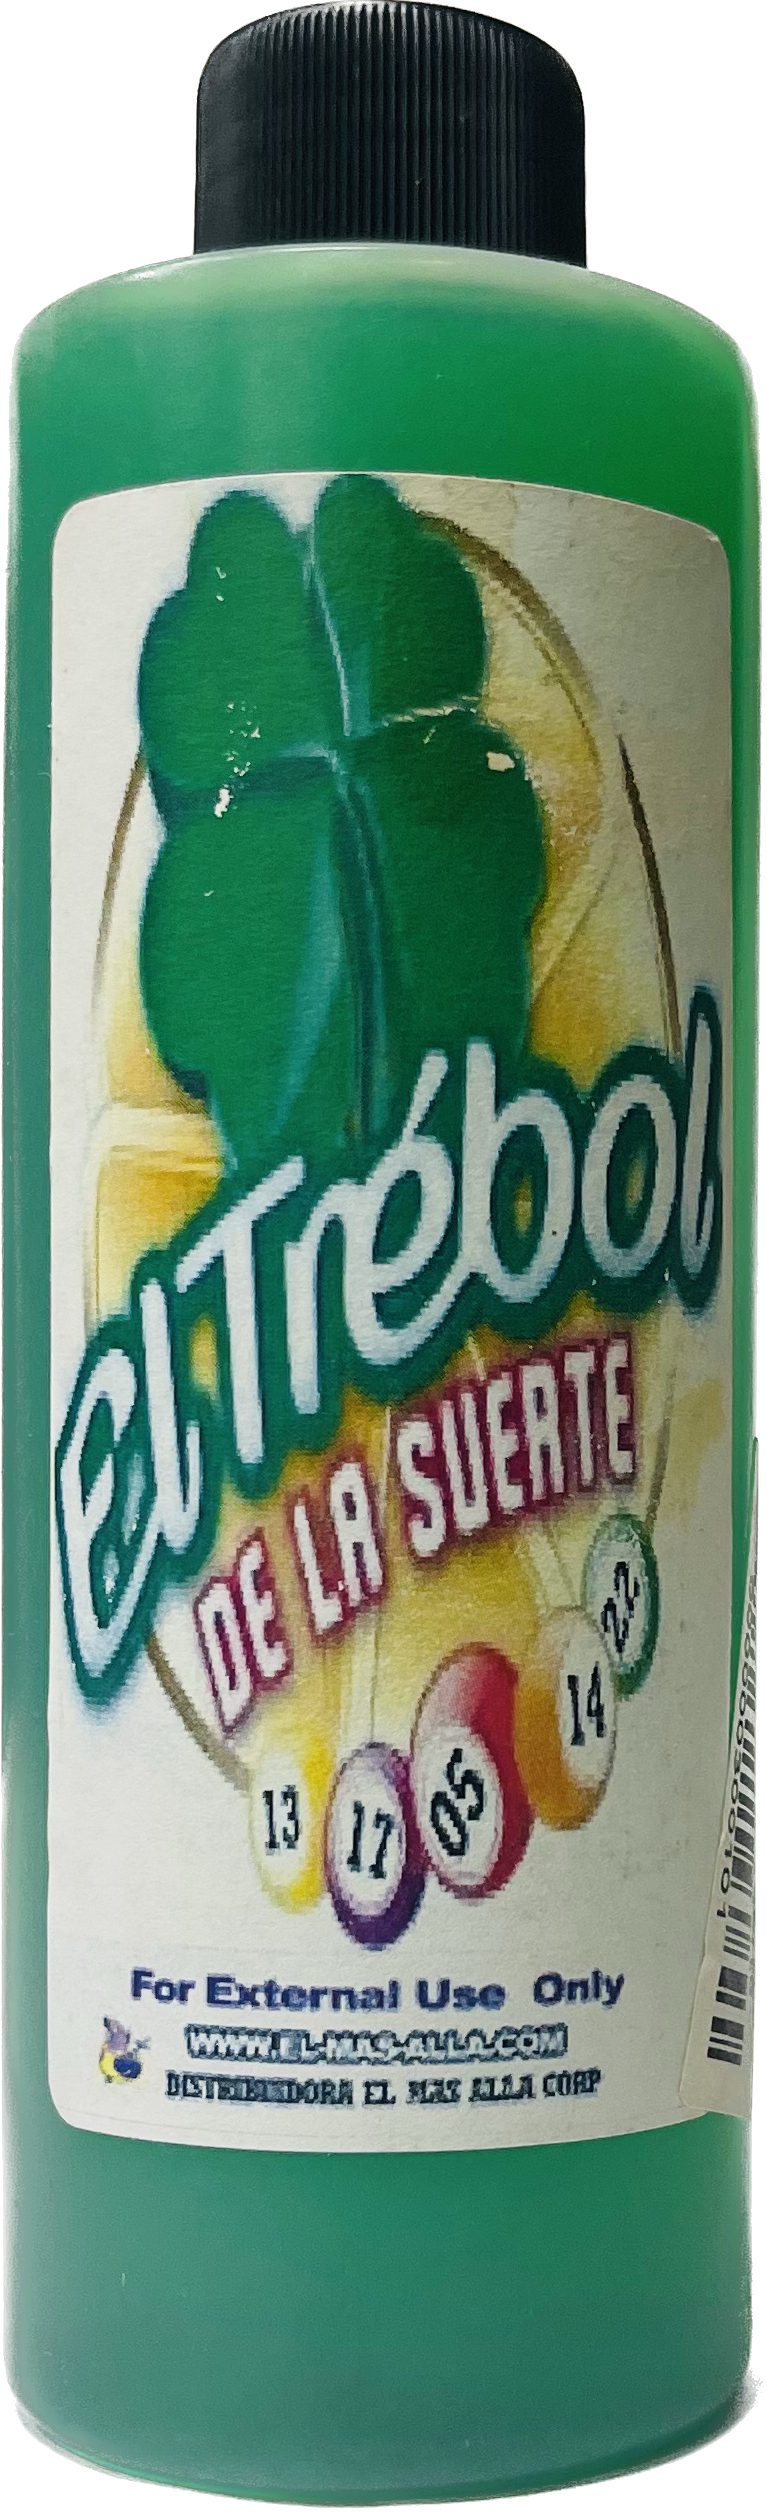 El Trébol
DE LA SUERTE
22
14
05
17
13
For External Use Only
WWW.EL-MAS-ALLA.COM
DISTRIBUIDORA EL MAS ALLA CORP